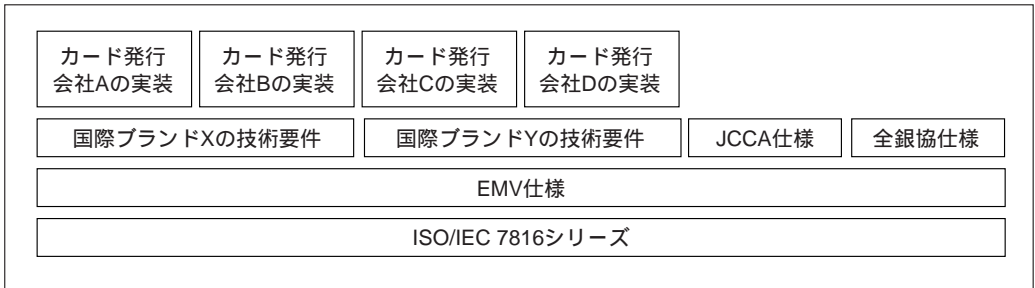 カード発行
会社Aの実装
カード発行
会社Bの実装
カード発行
会社Cの実装
カード発行
会社Dの実装
国際ブランドXの技術要件
国際ブランドYの技術要件
JCCA仕様
全銀協仕様
EMV仕様
ISO/IEC 7816シリーズ